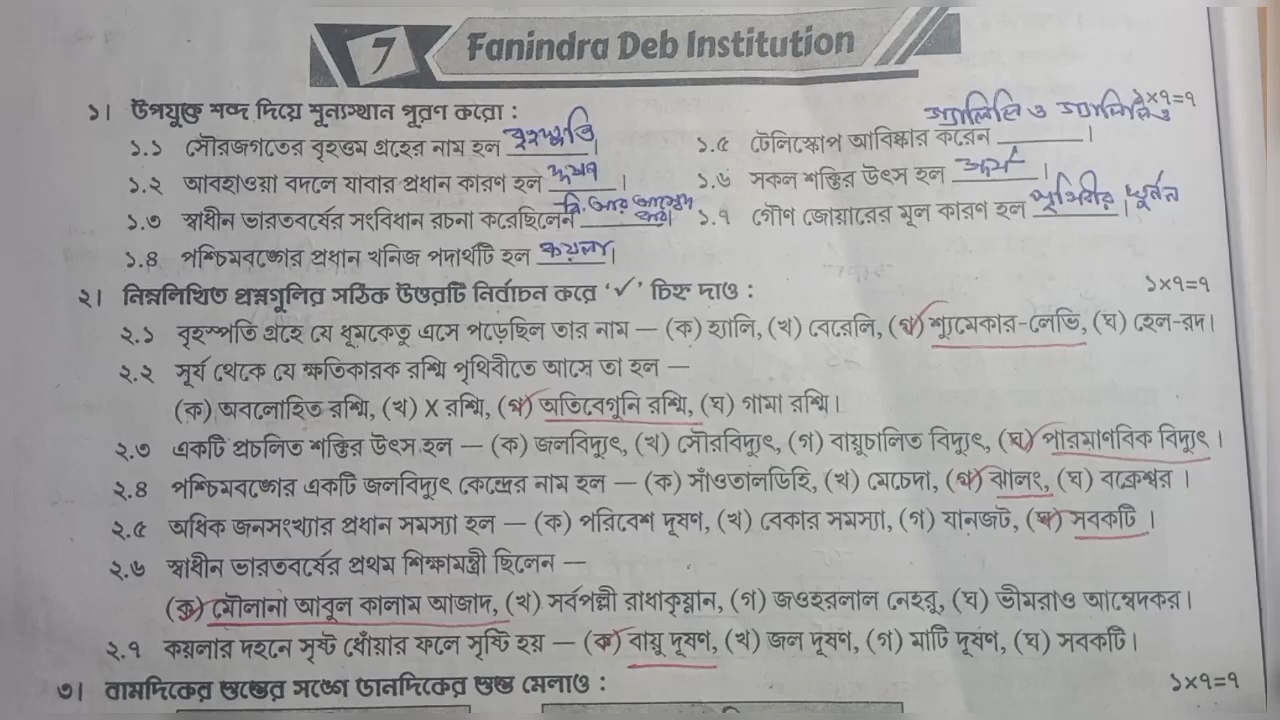 7 Fanindra Deb Institution
১। উপযুক্ত শব্দ দিয়ে শূন্যস্থান পূরণ করো : ১×৭=৭
১.১ সৌরজগতের বৃহত্তম গ্রহের নাম হল বৃহস্পতি।
১.২ আবহাওয়া বদলে যাবার প্রধান কারণ হল দূষণ।
১.৩ স্বাধীন ভারতবর্ষের সংবিধান রচনা করেছিলেন বি.আর আম্বেদকর।
১.৪ পশ্চিমবঙ্গের প্রধান খনিজ পদার্থটি হল কয়লা।
১.৫ টেলিস্কোপ আবিষ্কার করেন গ্যালিলিও গ্যালিলিও।
১.৬ সকল শক্তির উৎস হল সূর্য।
১.৭ গৌণ জোয়ারের মূল কারণ হল পৃথিবীর ঘূর্নন।
২। নিম্নলিখিত প্রশ্নগুলির সঠিক উত্তরটি নির্বাচন করে '✓' চিহ্ন দাও : ১×৭=৭
২.১ বৃহস্পতি গ্রহে যে ধূমকেতু এসে পড়েছিল তার নাম — (ক) হ্যালি, (খ) বেরেলি, (গ) শ্যুমেকার-লেভি, (ঘ) হেল-রদ।
২.২ সূর্য থেকে যে ক্ষতিকারক রশ্মি পৃথিবীতে আসে তা হল —
(ক) অবলোহিত রশ্মি, (খ) X রশ্মি, (গ) অতিবেগুনি রশ্মি, (ঘ) গামা রশ্মি।
২.৩ একটি প্রচলিত শক্তির উৎস হল — (ক) জলবিদ্যুৎ, (খ) সৌরবিদ্যুৎ, (গ) বায়ুচালিত বিদ্যুৎ, (ঘ) পারমাণবিক বিদ্যুৎ।
২.৪ পশ্চিমবঙ্গের একটি জলবিদ্যুৎ কেন্দ্রের নাম হল — (ক) সাঁওতালডিহি, (খ) মেচেদা, (গ) ঝালং, (ঘ) বক্রেশ্বর।
২.৫ অধিক জনসংখ্যার প্রধান সমস্যা হল — (ক) পরিবেশ দূষণ, (খ) বেকার সমস্যা, (গ) যানজট, (ঘ) সবকটি।
২.৬ স্বাধীন ভারতবর্ষের প্রথম শিক্ষামন্ত্রী ছিলেন —
(ক) মৌলানা আবুল কালাম আজাদ, (খ) সর্বপল্লী রাধাকৃষ্ণান, (গ) জওহরলাল নেহরু, (ঘ) ভীমরাও আম্বেদকর।
২.৭ কয়লার দহনে সৃষ্ট ধোঁয়ার ফলে সৃষ্টি হয় — (ক) বায়ু দূষণ, (খ) জল দূষণ, (গ) মাটি দূষণ, (ঘ) সবকটি।
৩। বামদিকের স্তম্ভের সঙ্গে ডানদিকের স্তম্ভ মেলাও : ১×৭=৭